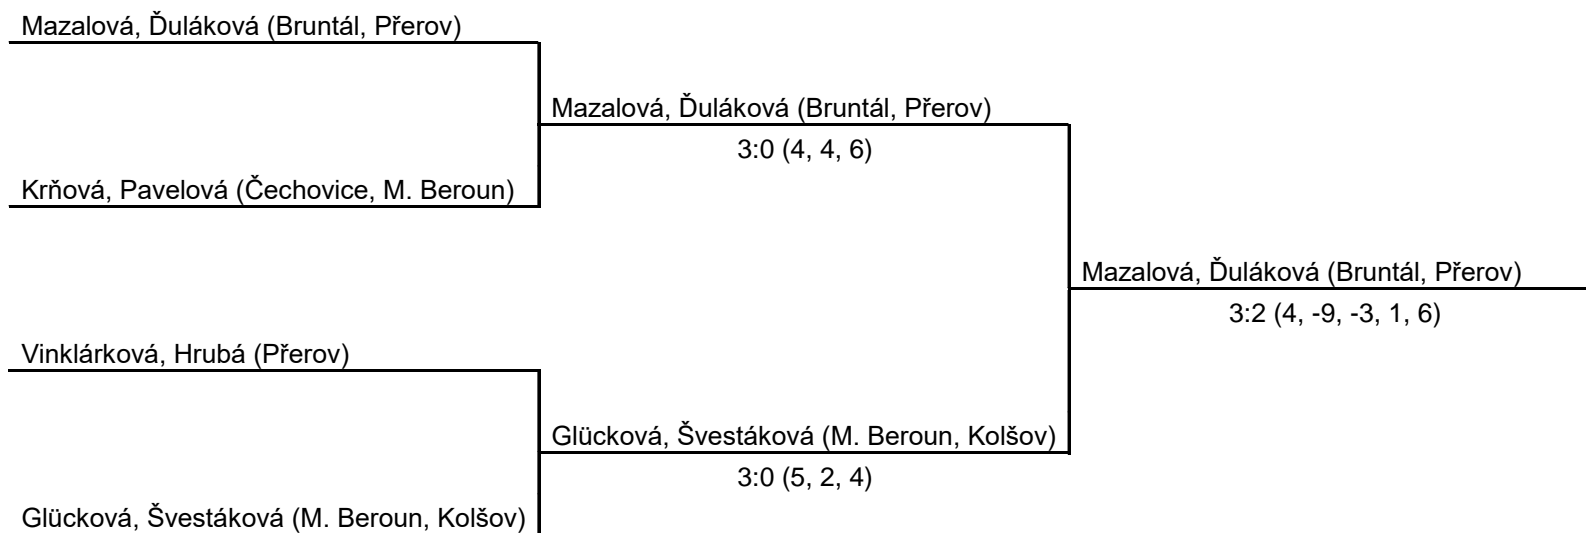 Mazalová, Ďuláková (Bruntál, Přerov)
Mazalová, Ďuláková (Bruntál, Přerov)
3:0 (4, 4, 6)
Krňová, Pavelová (Čechovice, M. Beroun)
Mazalová, Ďuláková (Bruntál, Přerov)
3:2 (4, -9, -3, 1, 6)
Vinklárková, Hrubá (Přerov)
Glücková, Švestáková (M. Beroun, Kolšov)
3:0 (5, 2, 4)
Glücková, Švestáková (M. Beroun, Kolšov)